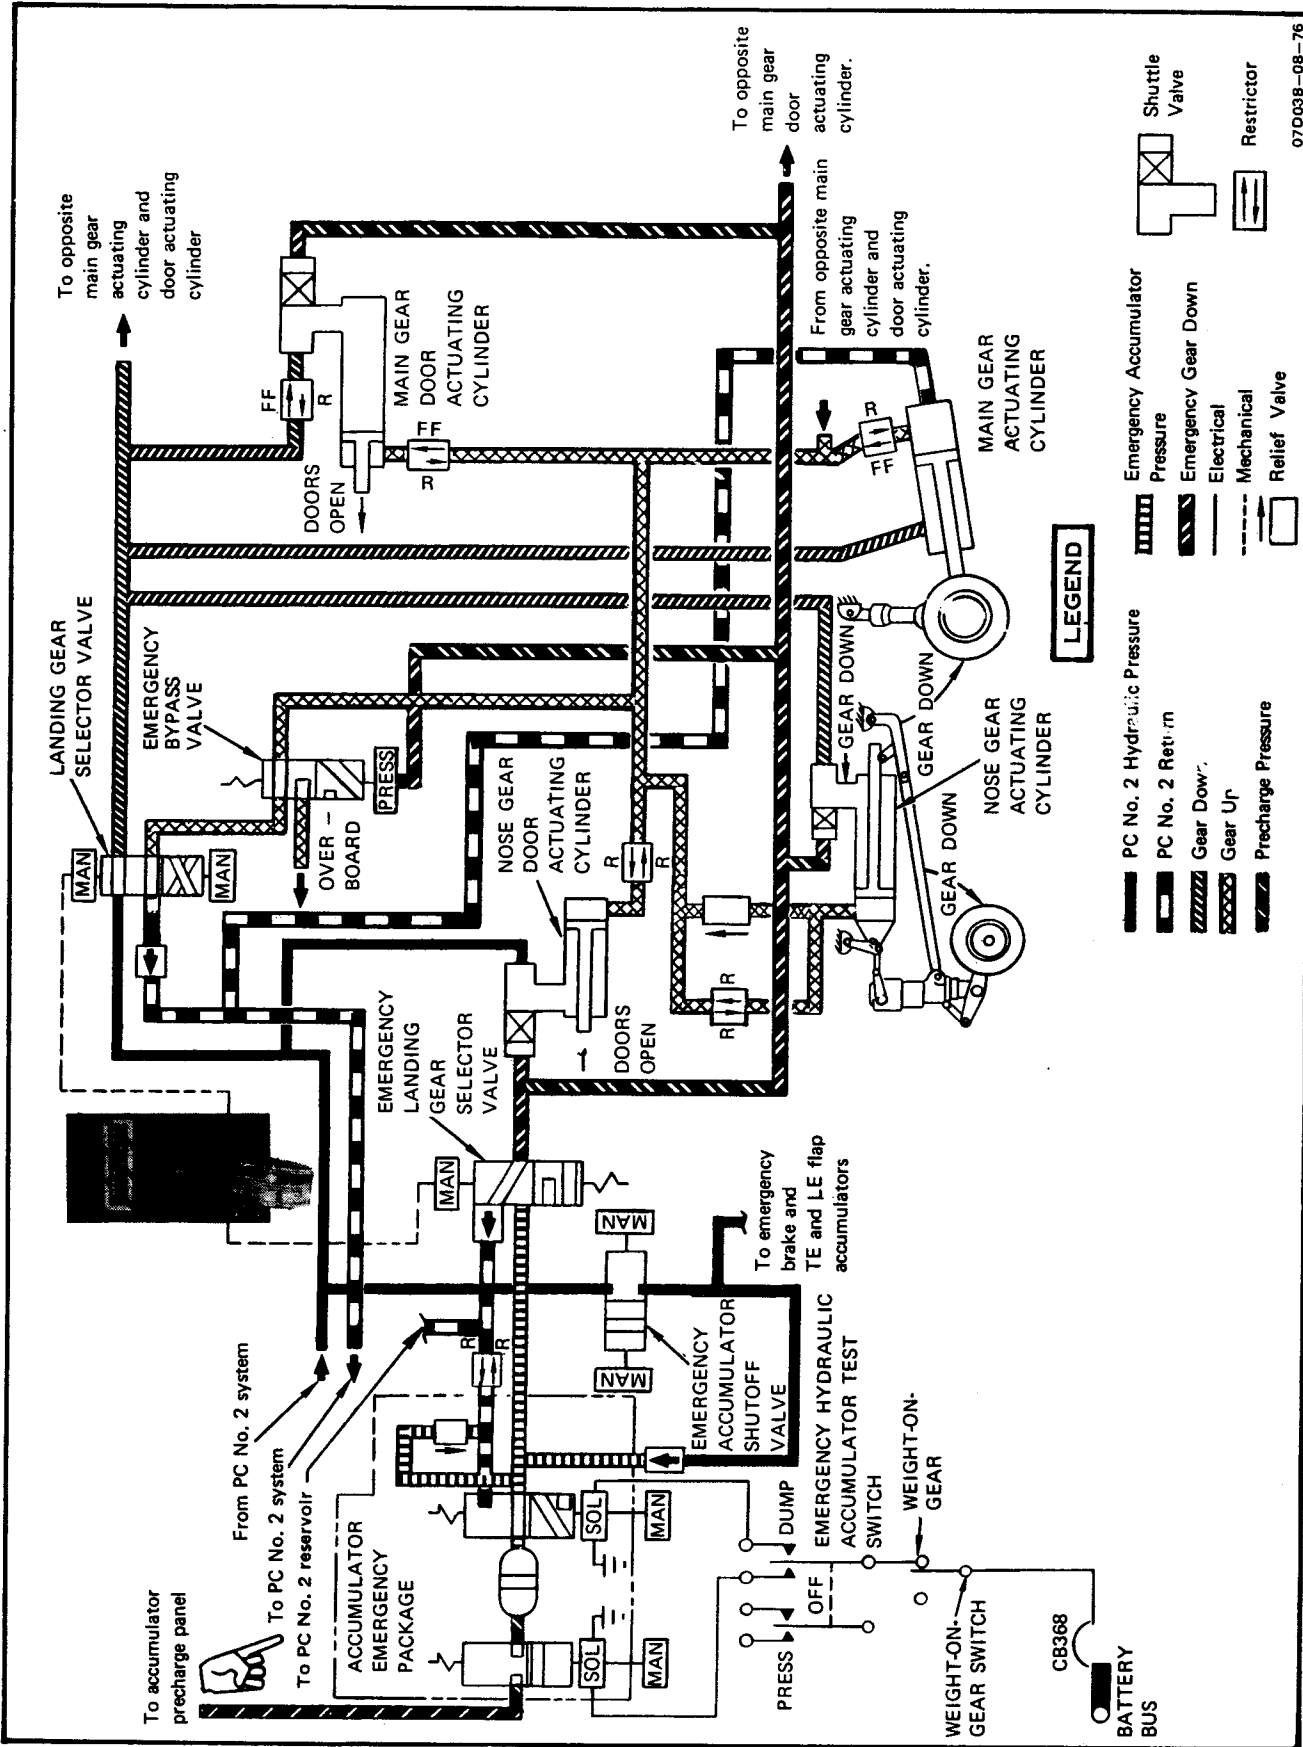 To accumulator
precharge panel
From PC No. 2 system
To PC No. 2 system
To PC No. 2 reservoir
ACCUMULATOR
EMERGENCY
PACKAGE
SOL
MAN
SOL
MAN
R
R
PRESS
OFF
DUMP
EMERGENCY HYDRAULIC
ACCUMULATOR TEST
SWITCH
WEIGHT-ON-
GEAR
WEIGHT-ON-
GEAR SWITCH
CB368
BATTERY
BUS
MAN
MAN
EMERGENCY
ACCUMULATOR
SHUTOFF
VALVE
To emergency
brake and
TE and LE flap
accumulators
MAN
EMERGENCY
LANDING
GEAR
SELECTOR
VALVE
DOORS
OPEN
NOSE GEAR
DOOR
ACTUATING
CYLINDER
R
R
R
R
LANDING GEAR
SELECTOR VALVE
MAN
MAN
EMERGENCY
BYPASS
VALVE
PRESS
OVER-
BOARD
To opposite
main gear
actuating
cylinder and
door actuating
cylinder
FF
R
DOORS
OPEN
MAIN GEAR
DOOR
ACTUATING
CYLINDER
FF
R
To opposite
main gear
door
actuating
cylinder.
From opposite main
gear actuating
cylinder and
door actuating
cylinder.
R
FF
MAIN GEAR
ACTUATING
CYLINDER
GEAR DOWN
GEAR DOWN
GEAR DOWN
NOSE GEAR
ACTUATING
CYLINDER
LEGEND
PC No. 2 Hydraulic Pressure
PC No. 2 Return
Gear Down
Gear Up
Precharge Pressure
Emergency Accumulator
Pressure
Emergency Gear Down
Electrical
Mechanical
Relief Valve
Shuttle
Valve
Restrictor
07D038-08-76